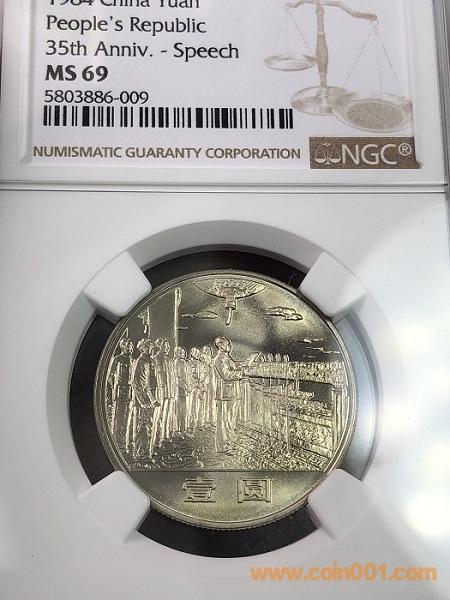 1984 China Yuan
People's Republic
35th Anniv. - Speech
MS 69
5803886-009
NUMISMATIC GUARANTY CORPORATION
NGC®
壹 圆
www.coin001.com